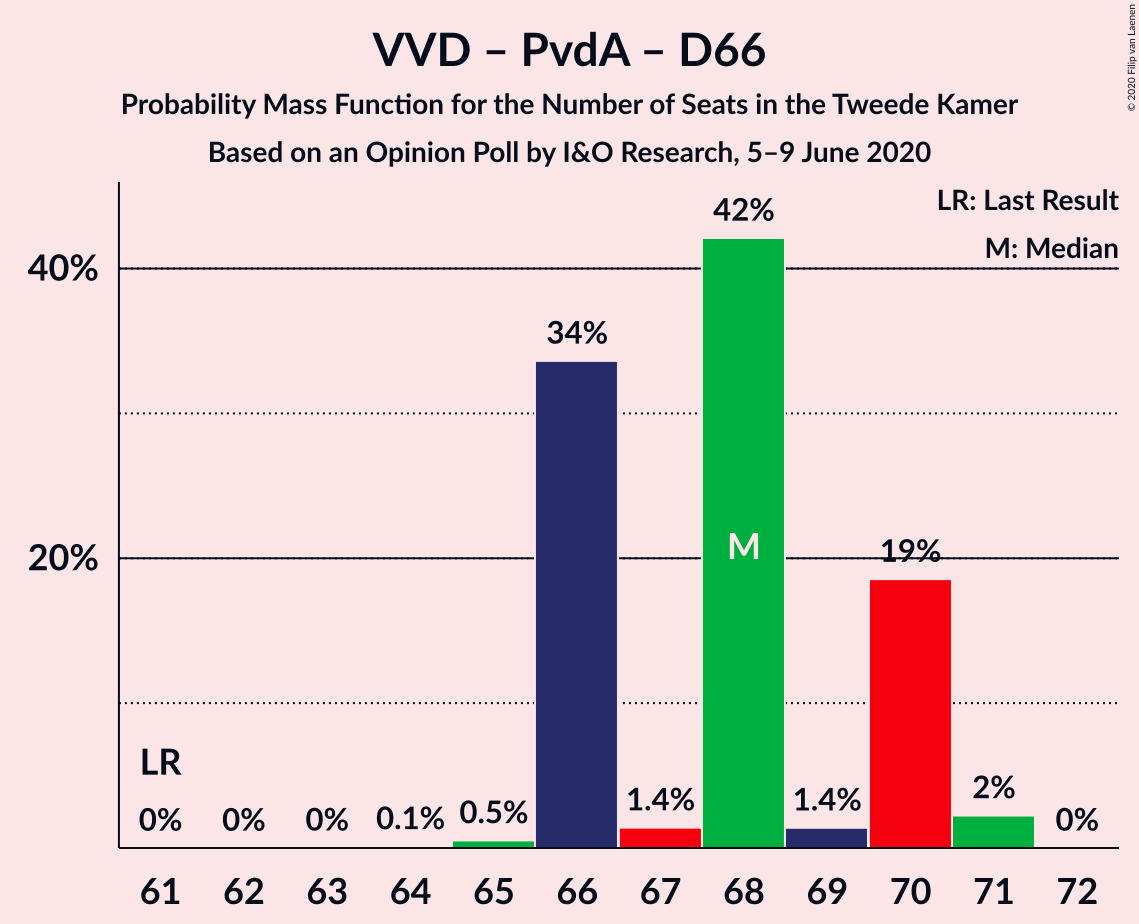 VVD – PvdA – D66
Probability Mass Function for the Number of Seats in the Tweede Kamer
Based on an Opinion Poll by I&O Research, 5–9 June 2020
© 2020 Filip van Laenen
LR: Last Result
M: Median
40%
20%
42%
34%
M
19%
LR
0%
0%
0%
0.1%
0.5%
1.4%
1.4%
2%
0%
61 62 63 64 65 66 67 68 69 70 71 72